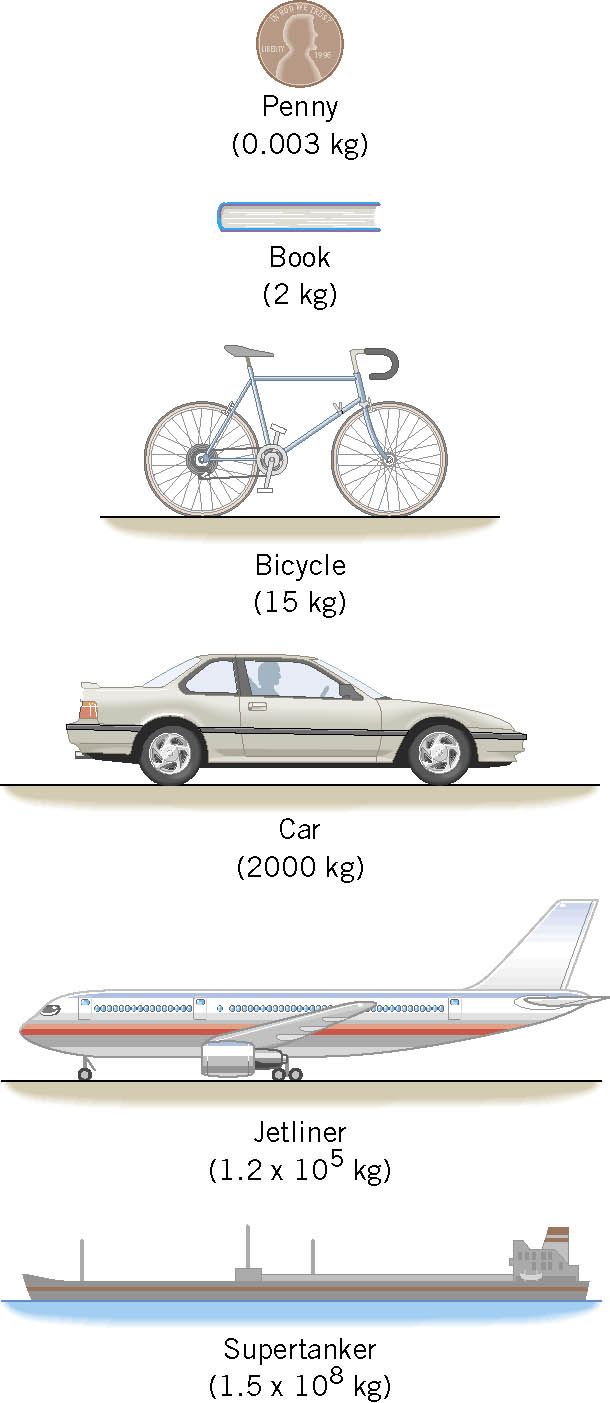 IN GOD WE TRUST
LIBERTY
1996
Penny
(0.003 kg)
Book
(2 kg)
Bicycle
(15 kg)
Car
(2000 kg)
Jetliner
(1.2 x 10⁵ kg)
Supertanker
(1.5 x 10⁸ kg)